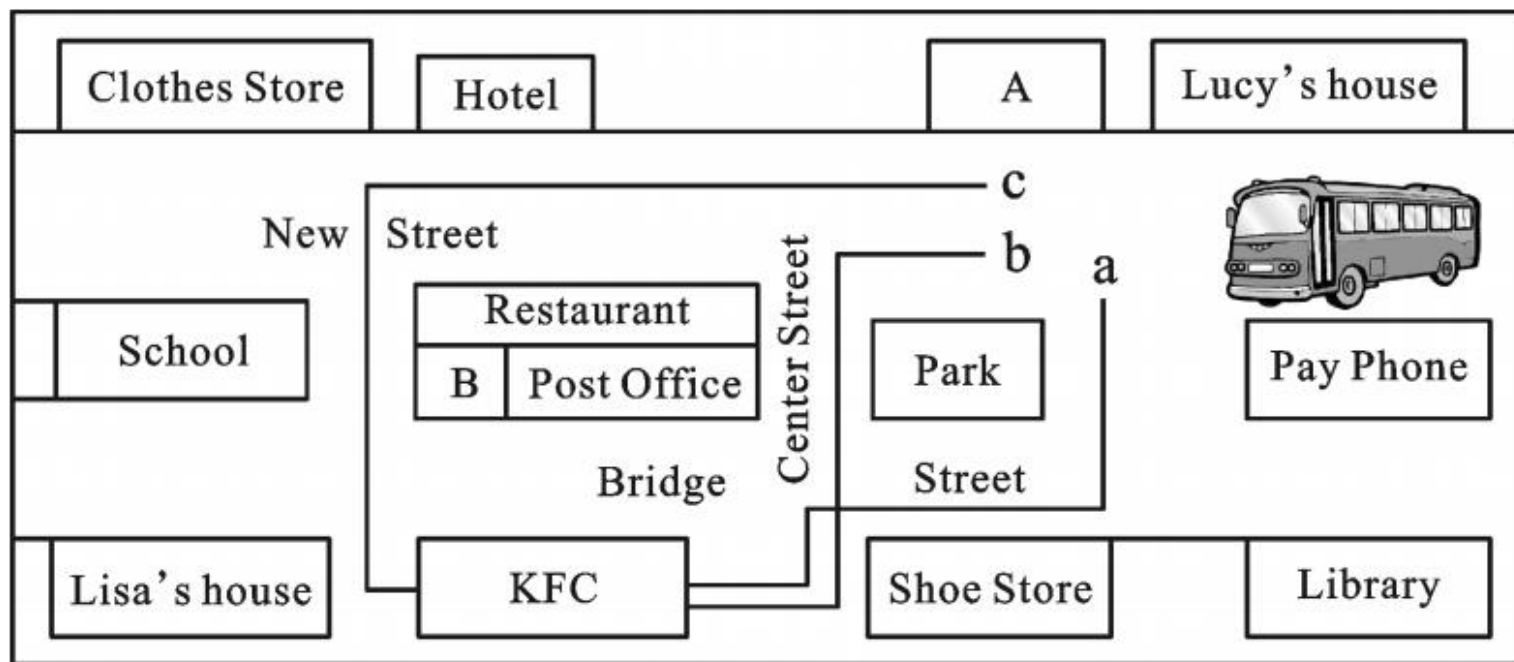 Clothes Store
Hotel
A
Lucy's house
c
New Street
b
a
Center Street
Restaurant
School
B
Post Office
Park
Pay Phone
Bridge Street
Lisa's house
KFC
Shoe Store
Library